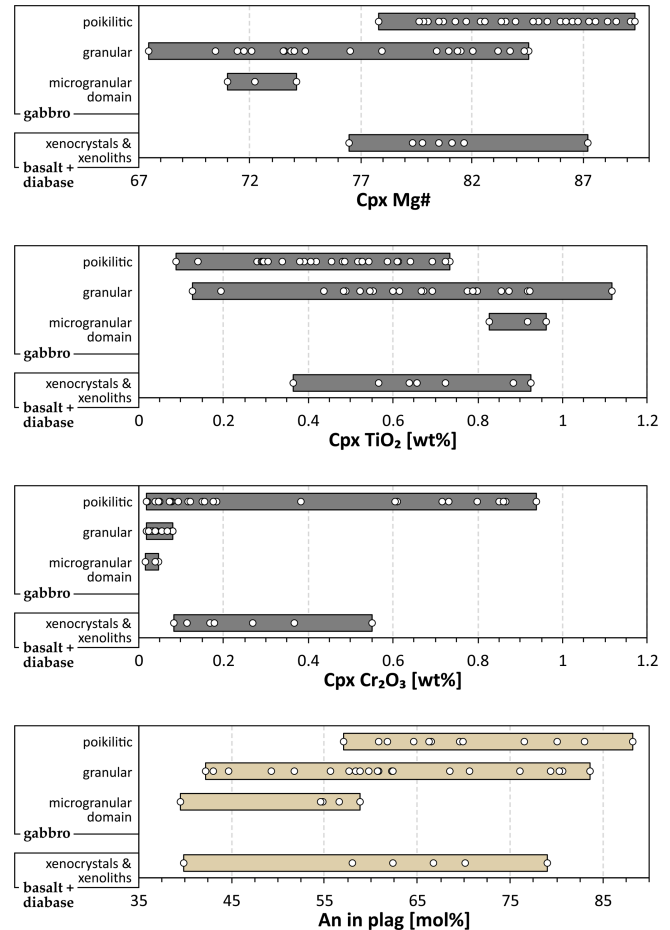 poikilitic
granular
microgranular
domain
gabbro
xenocrystals &
xenoliths
basalt +
diabase
67 72 77 82 87
Cpx Mg#
poikilitic
granular
microgranular
domain
gabbro
xenocrystals &
xenoliths
basalt +
diabase
0 0.2 0.4 0.6 0.8 1 1.2
Cpx TiO₂ [wt%]
poikilitic
granular
microgranular
domain
gabbro
xenocrystals &
xenoliths
basalt +
diabase
0 0.2 0.4 0.6 0.8 1 1.2
Cpx Cr₂O₃ [wt%]
poikilitic
granular
microgranular
domain
gabbro
xenocrystals &
xenoliths
basalt +
diabase
35 45 55 65 75 85
An in plag [mol%]